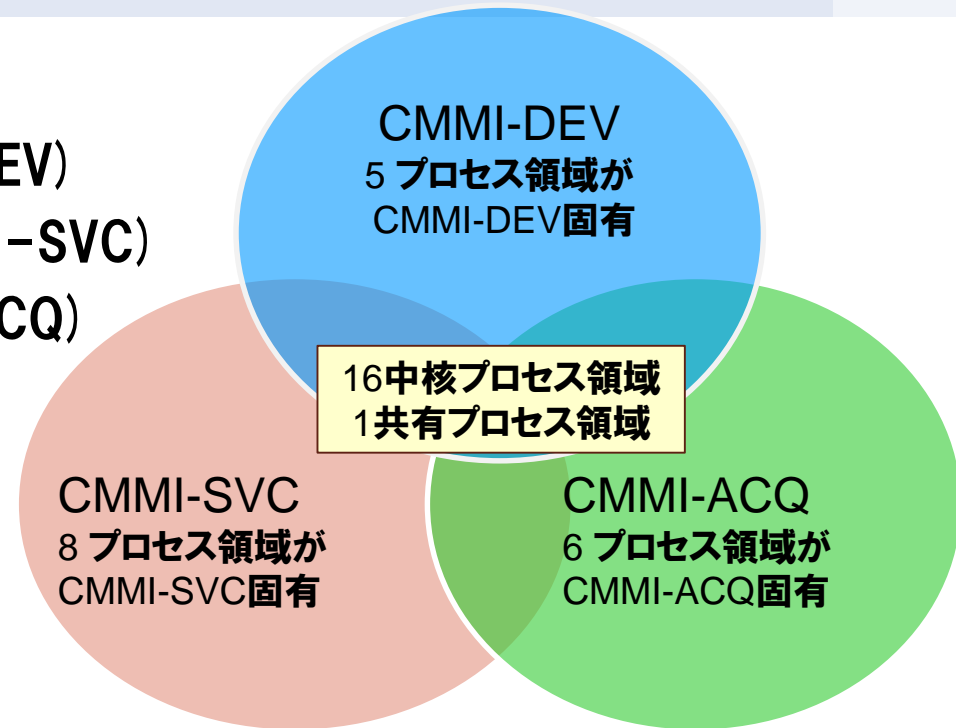 EV)
-SVC)
CQ)
CMMI-DEV
5 プロセス領域が
CMMI-DEV固有
16中核プロセス領域
1共有プロセス領域
CMMI-SVC
8 プロセス領域が
CMMI-SVC固有
CMMI-ACQ
6 プロセス領域が
CMMI-ACQ固有